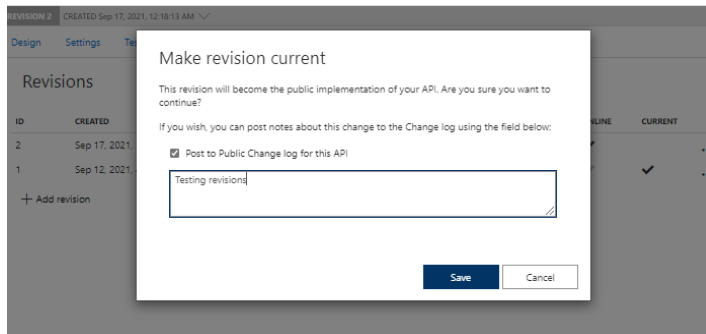 REVISION 2 CREATED Sep 17, 2021, 12:18:13 AM
Design Settings
Make revision current
Revisions
This revision will become the public implementation of your API. Are you sure you want to
continue?
If you wish, you can post notes about this change to the Change log using the field below:
ID CREATED CURRENT
Post to Public Change log for this API
2 Sep 17, 2021,
Testing revisions
1 Sep 12, 2021,
+ Add revision
Save Cancel